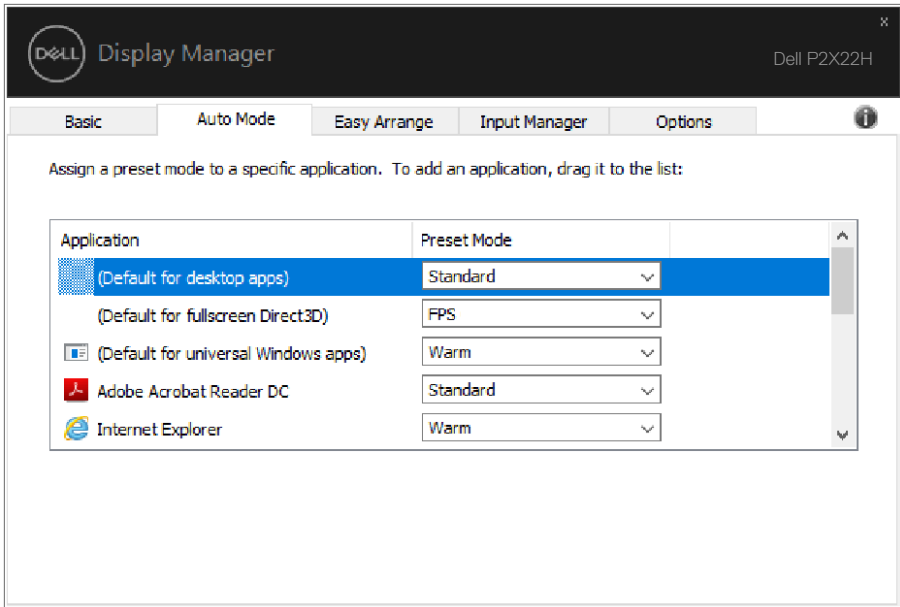 x
DELL Display Manager
Dell P2X22H
Basic Auto Mode Easy Arrange Input Manager Options
Assign a preset mode to a specific application. To add an application, drag it to the list:
Application Preset Mode
(Default for desktop apps) Standard
(Default for fullscreen Direct3D) FPS
(Default for universal Windows apps) Warm
Adobe Acrobat Reader DC Standard
Internet Explorer Warm